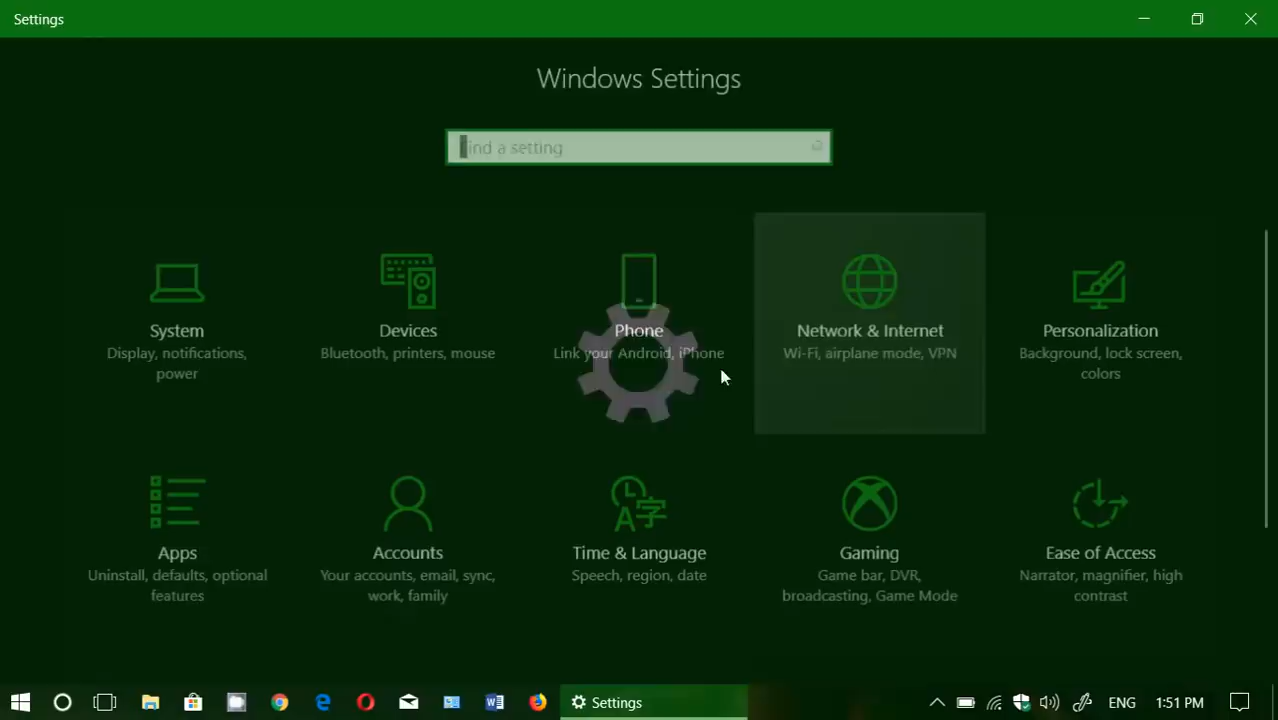 Settings
Windows Settings
Find a setting
System
Display, notifications,
power
Devices
Bluetooth, printers, mouse
Phone
Link your Android, iPhone
Network & Internet
Wi-Fi, airplane mode, VPN
Personalization
Background, lock screen,
colors
Apps
Uninstall, defaults, optional
features
Accounts
Your accounts, email, sync,
work, family
Time & Language
Speech, region, date
Gaming
Game bar, DVR,
broadcasting, Game Mode
Ease of Access
Narrator, magnifier, high
contrast
Settings
ENG
1:51 PM